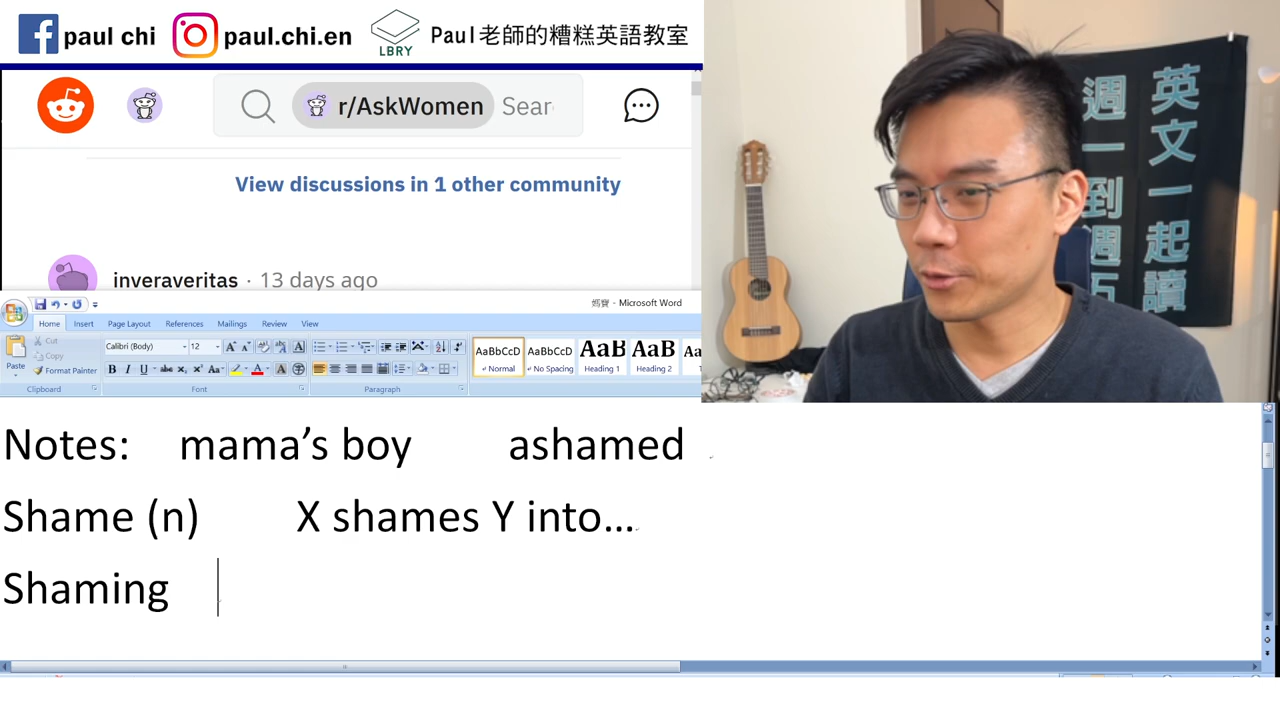 paul chi paul.chi.en LBRY Paul老師的糟糕英語教室
r/AskWomen Sear
View discussions in 1 other community
inveraveritas · 13 days ago
媽寶 - Microsoft Word
Home Insert Page Layout References Mailings Review View
Paste
Cut
Copy
Format Painter
Clipboard
Calibri (Body) 12
Font
Paragraph
AaBbCcD AaBbCcD AaB AaB Aa
Normal No Spacing Heading 1 Heading 2
Notes: mama’s boy ashamed
Shame (n) X shames Y into…
Shaming
英文一起讀
週一到週五